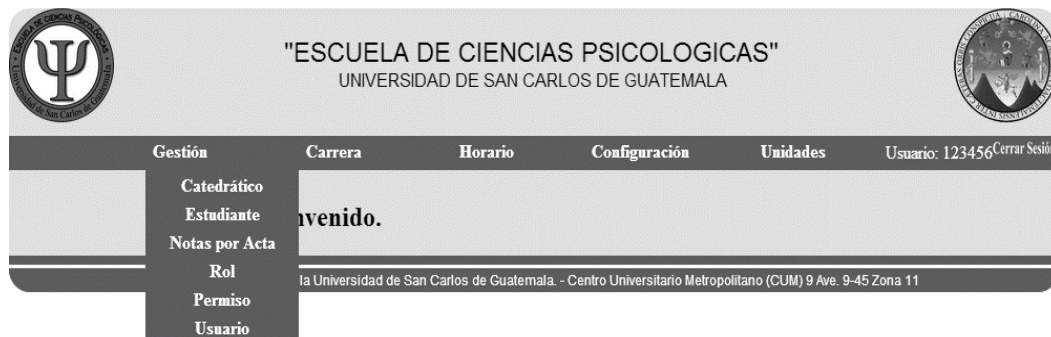 "ESCUELA DE CIENCIAS PSICOLOGICAS"
UNIVERSIDAD DE SAN CARLOS DE GUATEMALA
Gestión Carrera Horario Configuración Unidades Usuario: 123456 Cerrar Sesión
Catedrático
Estudiante
nvenido.
Notas por Acta
Rol
la Universidad de San Carlos de Guatemala. - Centro Universitario Metropolitano (CUM) 9 Ave. 9-45 Zona 11
Permiso
Usuario